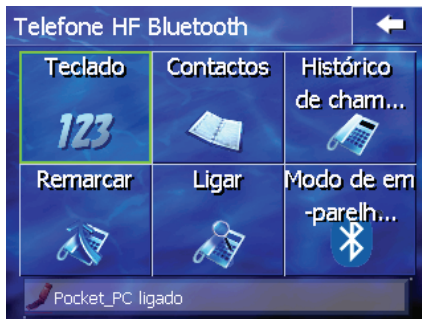 Telefone HF Bluetooth
Teclado
123
Contactos
Histórico
de cham...
Remarcar
Ligar
Modo de em
-parelh...
Pocket_PC ligado